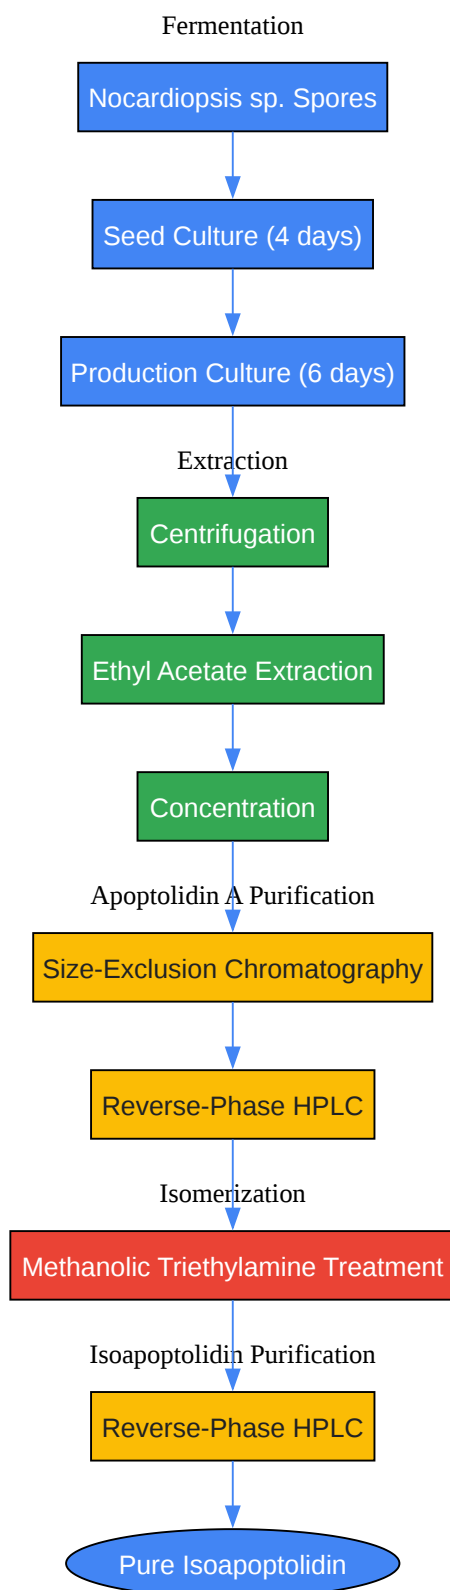 Fermentation
Nocardiopsis sp. Spores
Seed Culture (4 days)
Production Culture (6 days)
Extraction
Centrifugation
Ethyl Acetate Extraction
Concentration
Apoptolidin A Purification
Size-Exclusion Chromatography
Reverse-Phase HPLC
Isomerization
Methanolic Triethylamine Treatment
Isoapoptolidin Purification
Reverse-Phase HPLC
Pure Isoapoptolidin